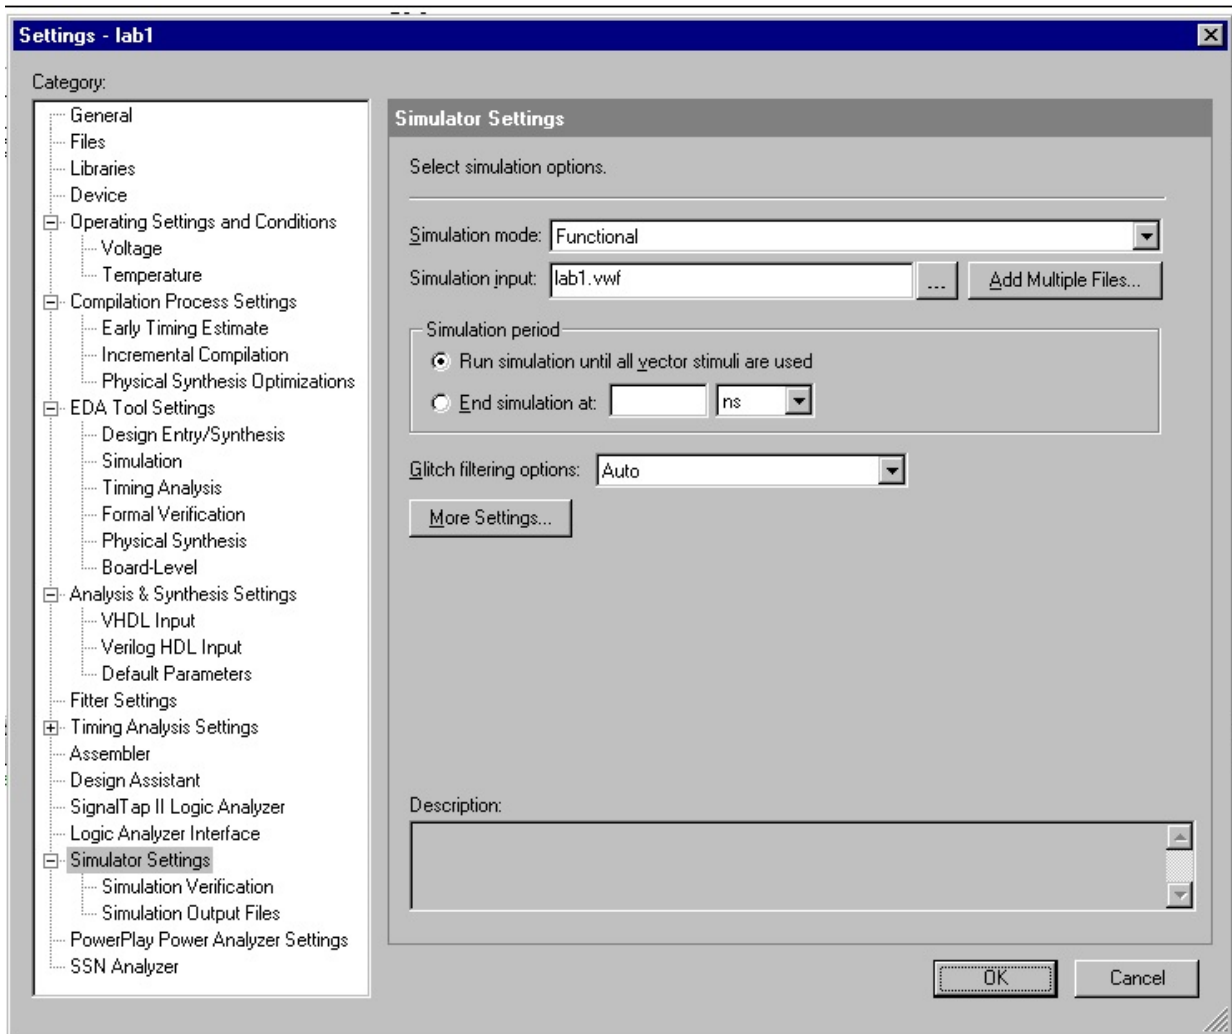 Settings - lab1
Category:
General
Files
Libraries
Device
Operating Settings and Conditions
Voltage
Temperature
Compilation Process Settings
Early Timing Estimate
Incremental Compilation
Physical Synthesis Optimizations
EDA Tool Settings
Design Entry/Synthesis
Simulation
Timing Analysis
Formal Verification
Physical Synthesis
Board-Level
Analysis & Synthesis Settings
VHDL Input
Verilog HDL Input
Default Parameters
Fitter Settings
Timing Analysis Settings
Assembler
Design Assistant
SignalTap II Logic Analyzer
Logic Analyzer Interface
Simulator Settings
Simulation Verification
Simulation Output Files
PowerPlay Power Analyzer Settings
SSN Analyzer
Simulator Settings
Select simulation options.
Simulation mode: Functional
Simulation input: lab1.vwf ... Add Multiple Files...
Simulation period
Run simulation until all vector stimuli are used
End simulation at: ns
Glitch filtering options: Auto
More Settings...
Description:
OK Cancel